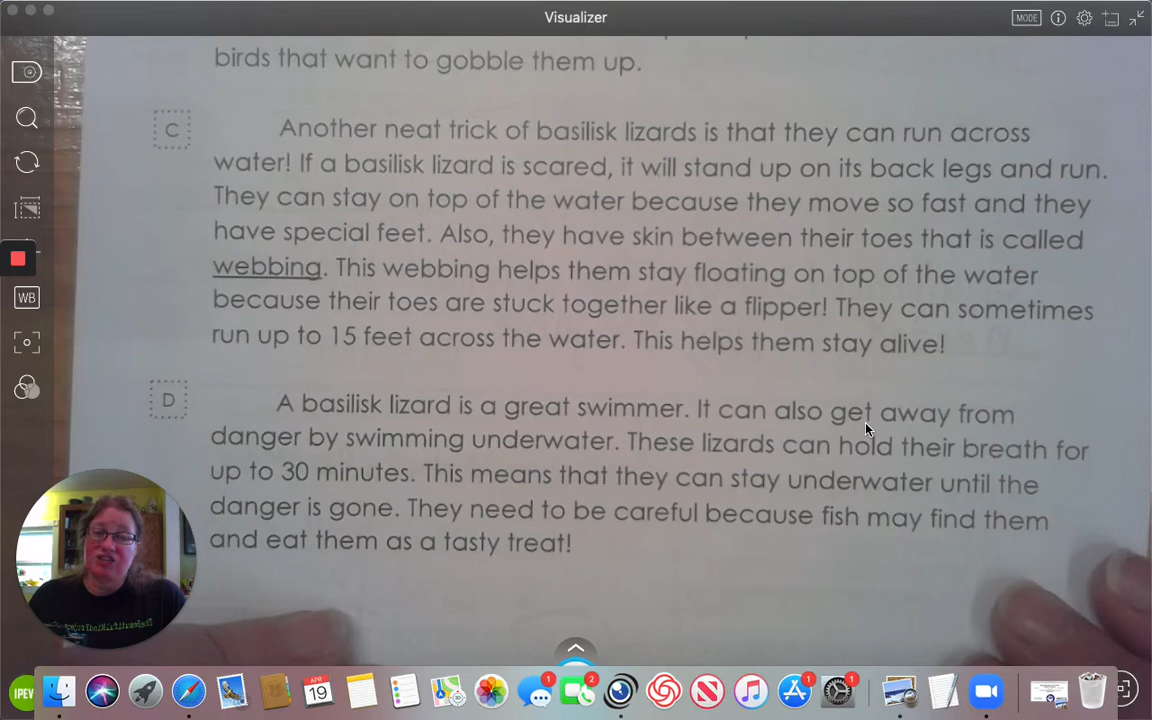 Visualizer
MODE
birds that want to gobble them up.
C
Another neat trick of basilisk lizards is that they can run across
water! If a basilisk lizard is scared, it will stand up on its back legs and run.
They can stay on top of the water because they move so fast and they
have special feet. Also, they have skin between their toes that is called
webbing. This webbing helps them stay floating on top of the water
because their toes are stuck together like a flipper! They can sometimes
run up to 15 feet across the water. This helps them stay alive!
D
A basilisk lizard is a great swimmer. It can also get away from
danger by swimming underwater. These lizards can hold their breath for
up to 30 minutes. This means that they can stay underwater until the
danger is gone. They need to be careful because fish may find them
and eat them as a tasty treat!
WB
IPEV
APR
19
1
2
1
1